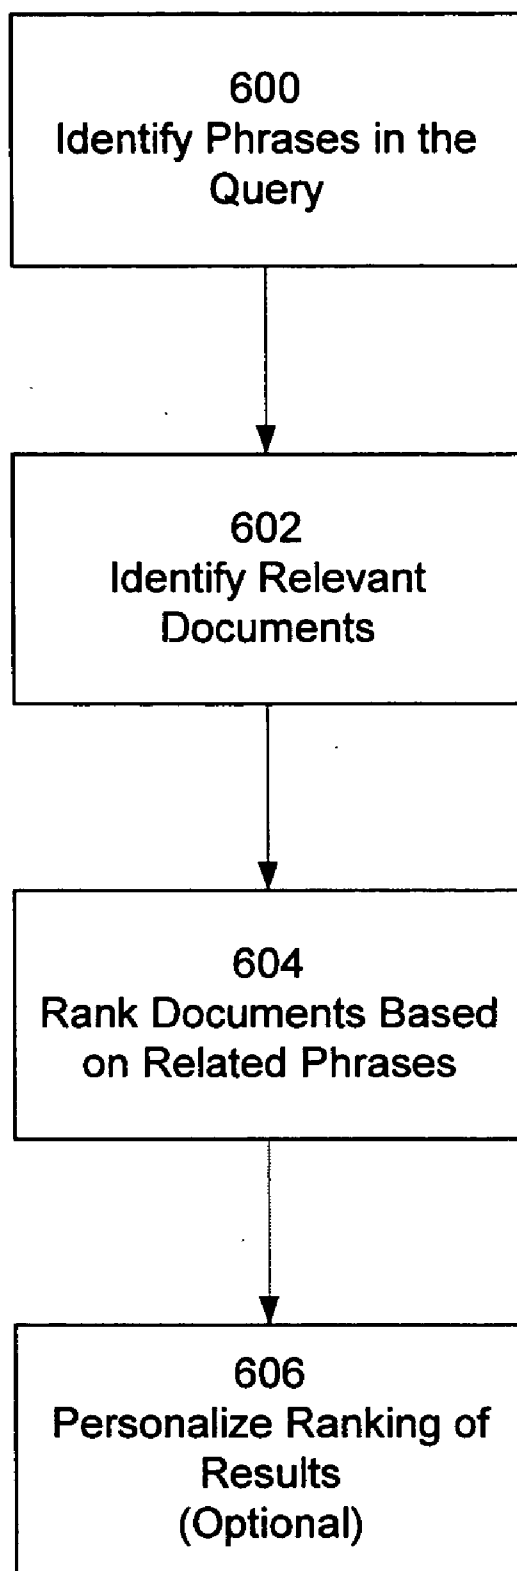 600
Identify Phrases in the
Query
602
Identify Relevant
Documents
604
Rank Documents Based
on Related Phrases
606
Personalize Ranking of
Results
(Optional)